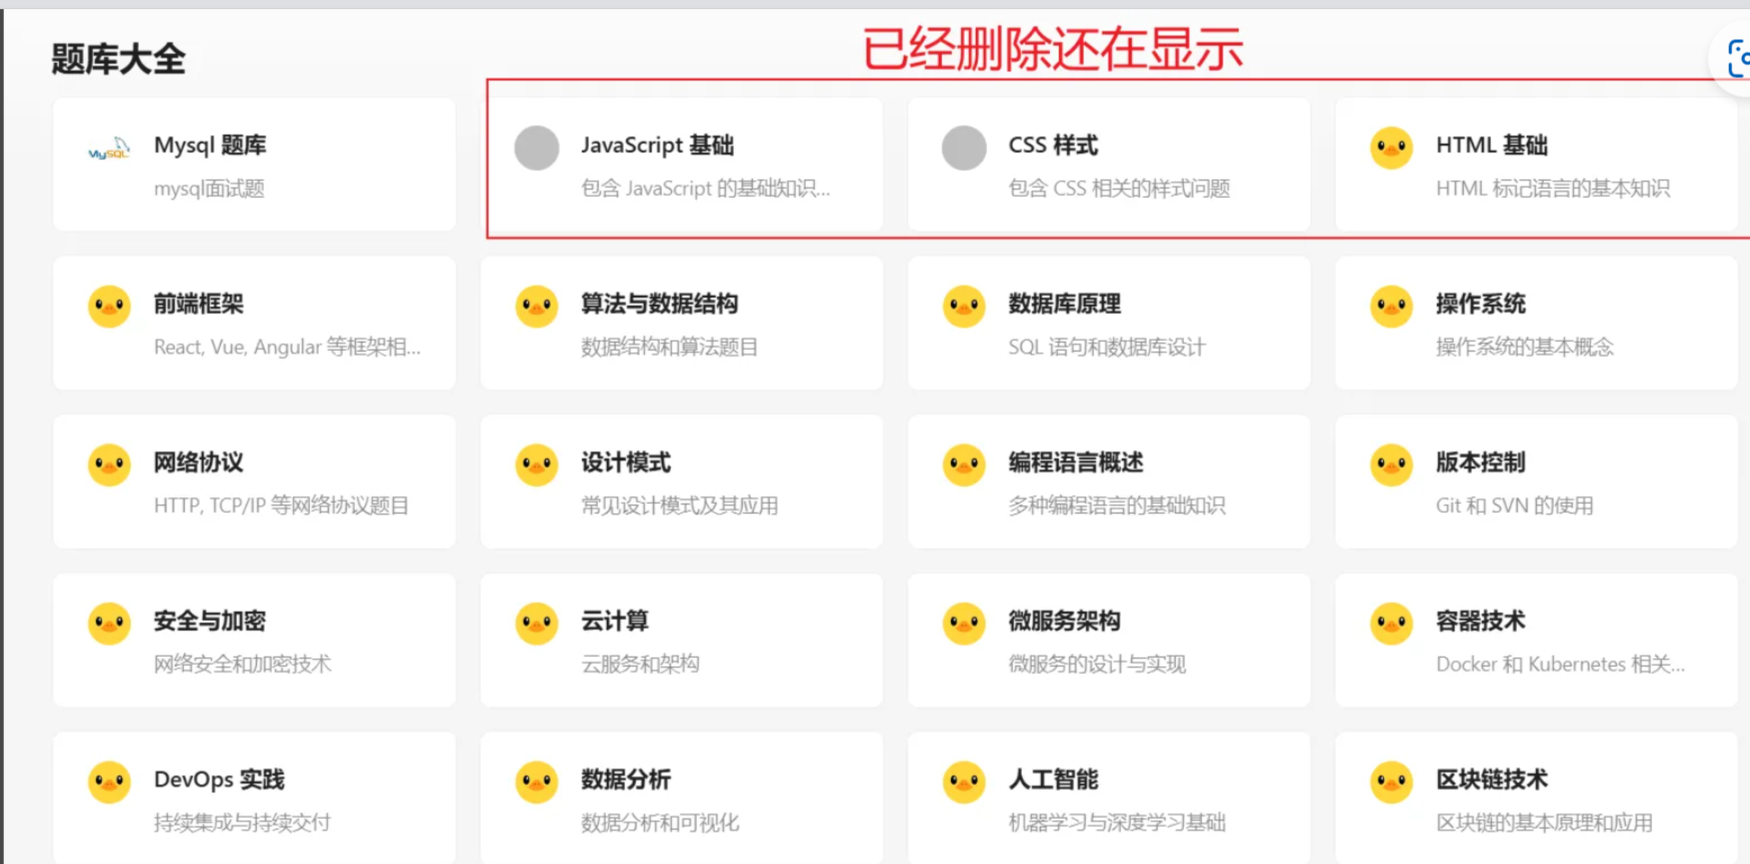 已经删除还在显示
题库大全
MySQL
Mysql 题库
mysql面试题
JavaScript 基础
包含 JavaScript 的基础知识...
CSS 样式
包含 CSS 相关的样式问题
HTML 基础
HTML 标记语言的基本知识
前端框架
React, Vue, Angular 等框架相...
算法与数据结构
数据结构和算法题目
数据库原理
SQL 语句和数据库设计
操作系统
操作系统的基本概念
网络协议
HTTP, TCP/IP 等网络协议题目
设计模式
常见设计模式及其应用
编程语言概述
多种编程语言的基础知识
版本控制
Git 和 SVN 的使用
安全与加密
网络安全和加密技术
云计算
云服务和架构
微服务架构
微服务的设计与实现
容器技术
Docker 和 Kubernetes 相关...
DevOps 实践
持续集成与持续交付
数据分析
数据分析和可视化
人工智能
机器学习与深度学习基础
区块链技术
区块链的基本原理和应用